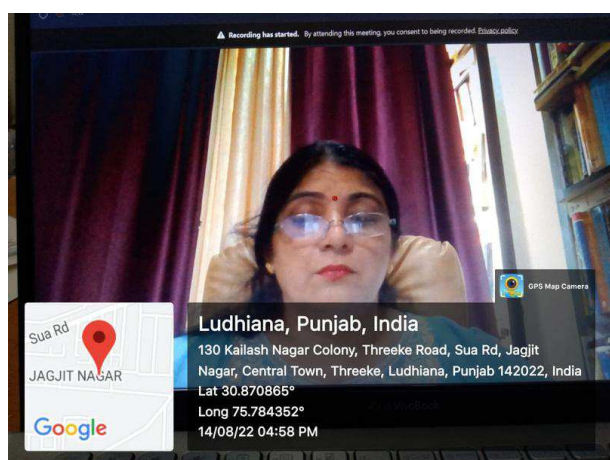 Recording has started. By attending this meeting, you consent to being recorded. Privacy policy
GPS Map Camera
Sua Rd
JAGJIT NAGAR
Google
Ludhiana, Punjab, India
130 Kailash Nagar Colony, Threeke Road, Sua Rd, Jagjit
Nagar, Central Town, Threeke, Ludhiana, Punjab 142022, India
Lat 30.870865°
Long 75.784352°
14/08/22 04:58 PM
VivoBook